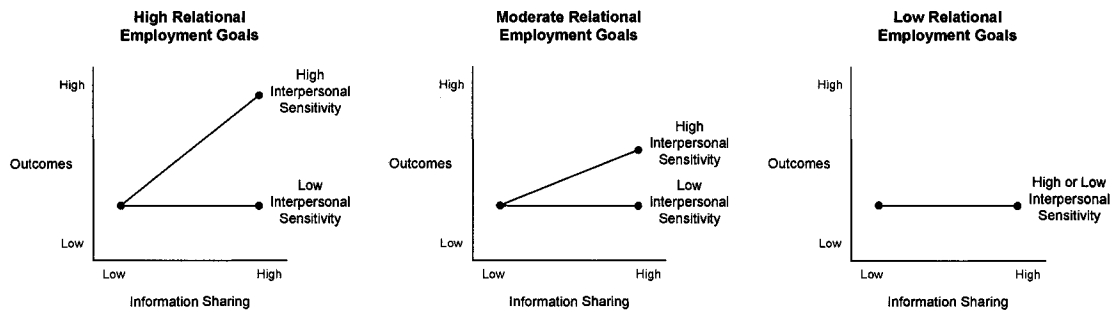 High Relational
Employment Goals
High
Outcomes
Low
High
Interpersonal
Sensitivity
Low
Interpersonal
Sensitivity
Low
High
Information Sharing
Moderate Relational
Employment Goals
High
Outcomes
Low
High
Interpersonal
Sensitivity
Low
Interpersonal
Sensitivity
Low
High
Information Sharing
Low Relational
Employment Goals
High
Outcomes
Low
High or Low
Interpersonal
Sensitivity
Low
High
Information Sharing